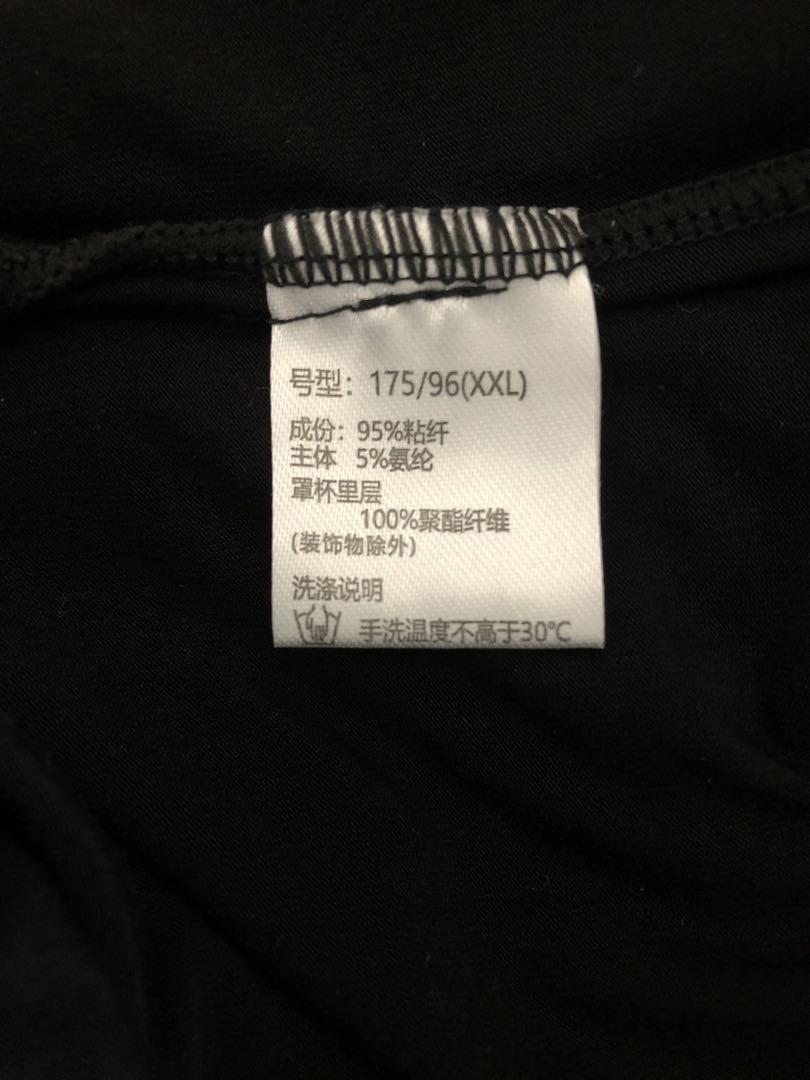 号型：175/96(XXL)
成份：95%粘纤
主体 5%氨纶
罩杯里层
100%聚酯纤维
(装饰物除外)
洗涤说明
手洗温度不高于30℃